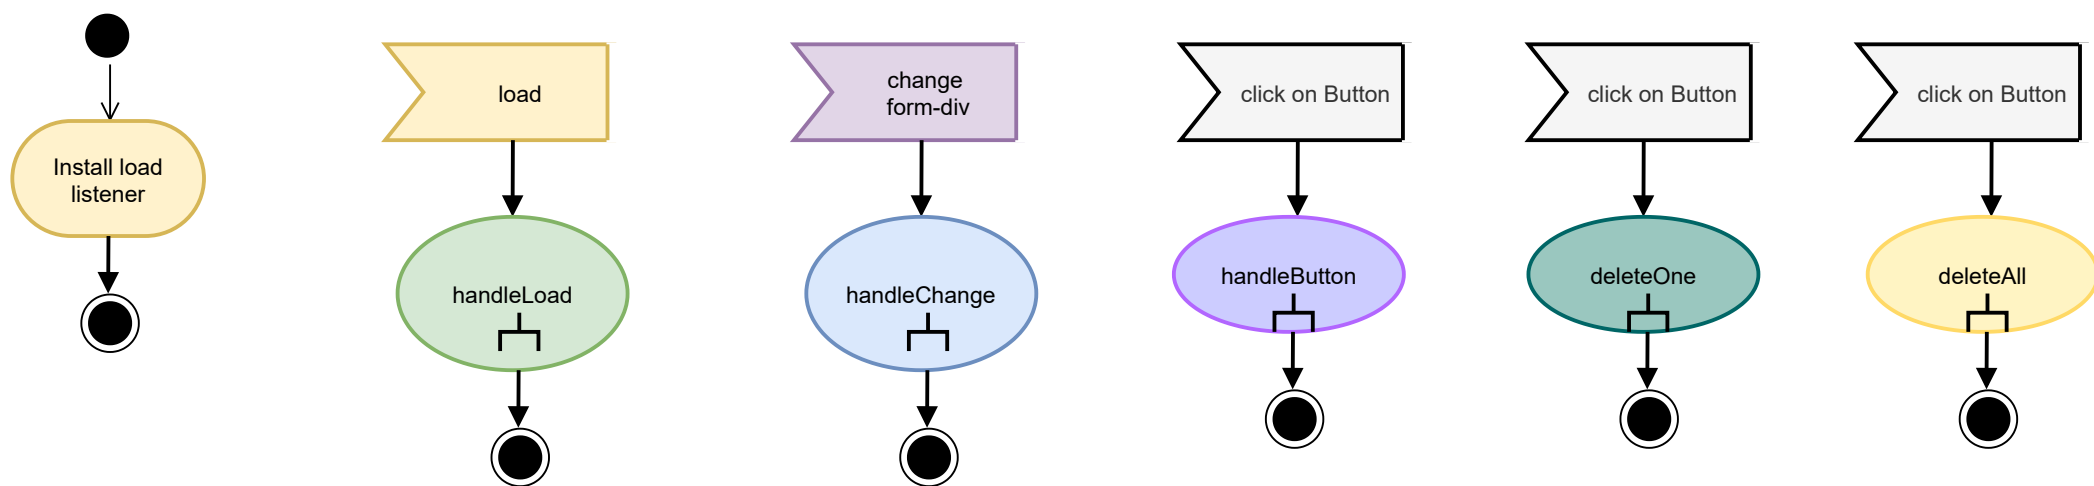 Install load
listener
load
handleLoad
change
form-div
handleChange
click on Button
handleButton
click on Button
deleteOne
click on Button
deleteAll